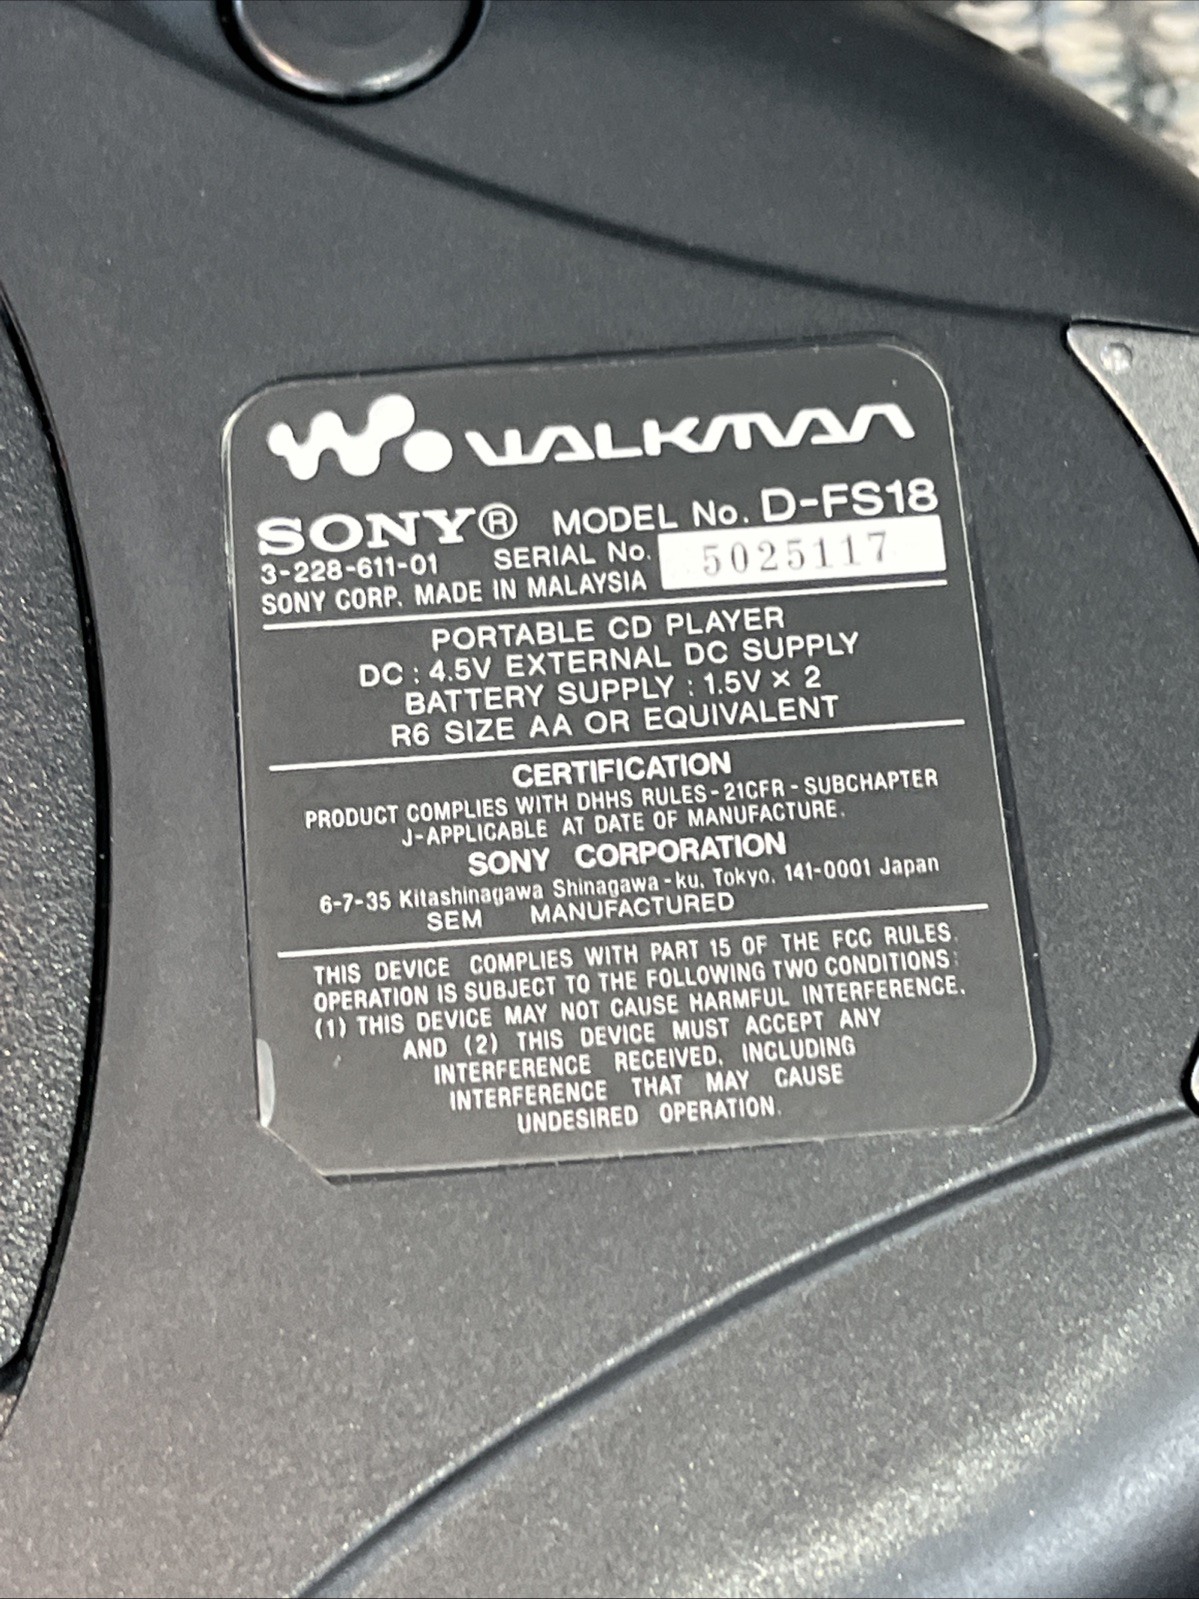 WALKMAN
SONY® MODEL No. D-FS18
3-228-611-01 SERIAL No. 5025117
SONY CORP. MADE IN MALAYSIA
PORTABLE CD PLAYER
DC : 4.5V EXTERNAL DC SUPPLY
BATTERY SUPPLY : 1.5V × 2
R6 SIZE AA OR EQUIVALENT
CERTIFICATION
PRODUCT COMPLIES WITH DHHS RULES-21CFR-SUBCHAPTER
J-APPLICABLE AT DATE OF MANUFACTURE.
SONY CORPORATION
6-7-35 Kitashinagawa Shinagawa-ku, Tokyo, 141-0001 Japan
SEM MANUFACTURED
THIS DEVICE COMPLIES WITH PART 15 OF THE FCC RULES.
OPERATION IS SUBJECT TO THE FOLLOWING TWO CONDITIONS:
(1) THIS DEVICE MAY NOT CAUSE HARMFUL INTERFERENCE.
AND (2) THIS DEVICE MUST ACCEPT ANY
INTERFERENCE RECEIVED, INCLUDING
INTERFERENCE THAT MAY CAUSE
UNDESIRED OPERATION.